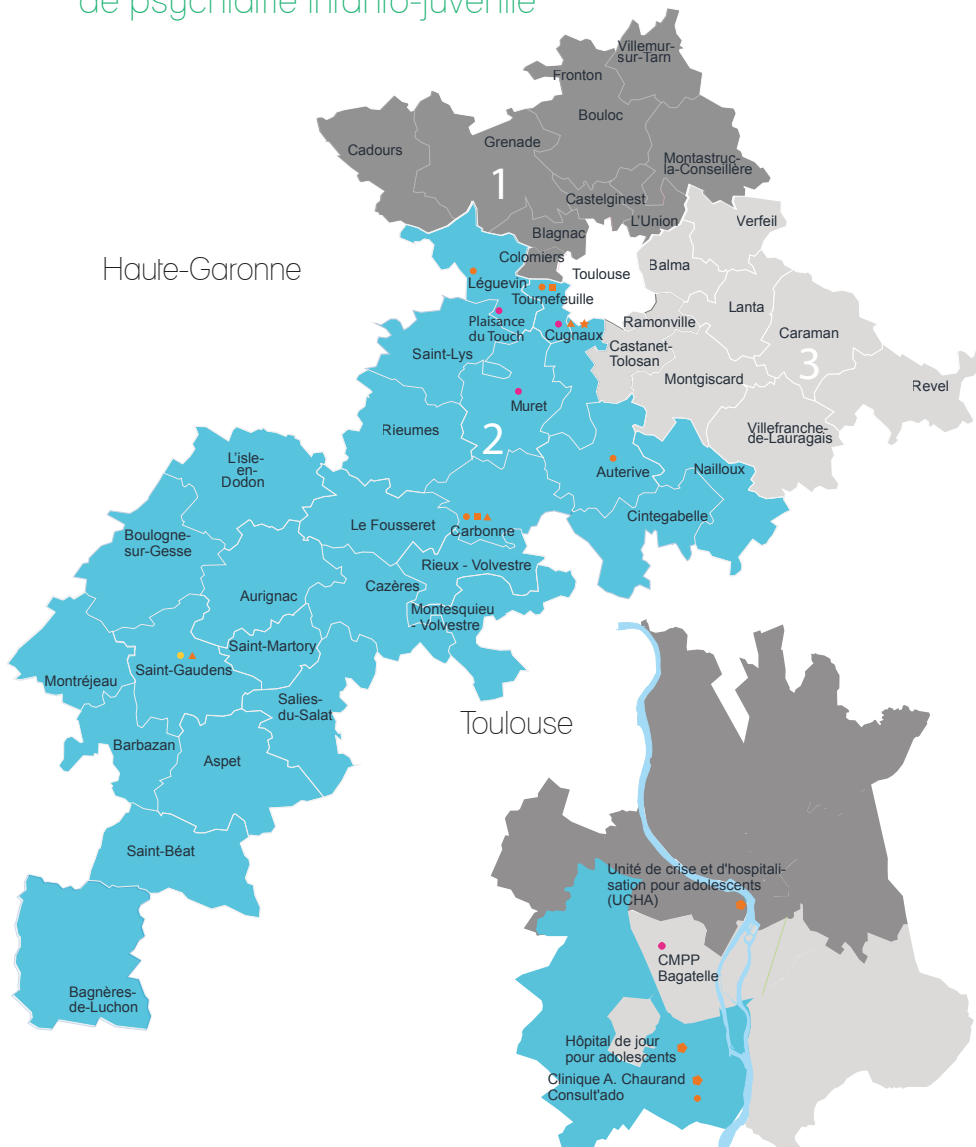 de psychiatrie infanto-juvénile
Villemur-
sur-Tarn
Fronton
Bouloc
Grenade
Cadours
Montastruc-
la-Conseillère
1
Castelginest
L'Union
Verfeil
Blagnac
Colomiers
Balma
Haute-Garonne
Toulouse
Léguevin
Tournefeuille
Lanta
Plaisance
du Touch
Ramonville
Cugnaux
Caraman
Saint-Lys
Castanet-
Tolosan
3
Montgiscard
Revel
Muret
Rieumes
2
Villefranche-
de-Lauragais
L'isle-
en-
Dodon
Auterive
Nailloux
Le Fousseret
Carbonne
Cintegabelle
Boulogne-
sur-Gesse
Rieux - Volvestre
Cazères
Aurignac
Montesquieu
- Volvestre
Saint-Martory
Saint-Gaudens
Montréjeau
Salies-
du-Salat
Toulouse
Barbazan
Aspet
Saint-Béat
Unité de crise et d'hospitali-
sation pour adolescents
(UCHA)
CMPP
Bagatelle
Bagnères-
de-Luchon
Hôpital de jour
pour adolescents
Clinique A. Chaurand
Consult'ado